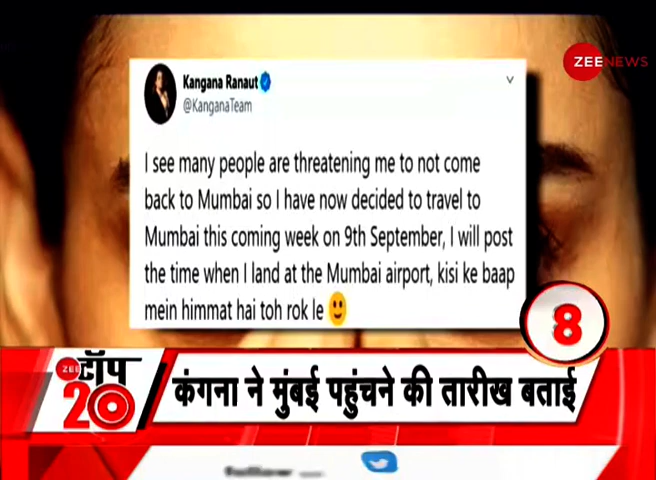 ZEE NEWS
Kangana Ranaut
@KanganaTeam
I see many people are threatening me to not come
back to Mumbai so I have now decided to travel to
Mumbai this coming week on 9th September, I will post
the time when I land at the Mumbai airport, kisi ke baap
mein himmat hai toh rok le 🙂
8
ZEE टॉप
20
कंगना ने मुंबई पहुंचने की तारीख बताई